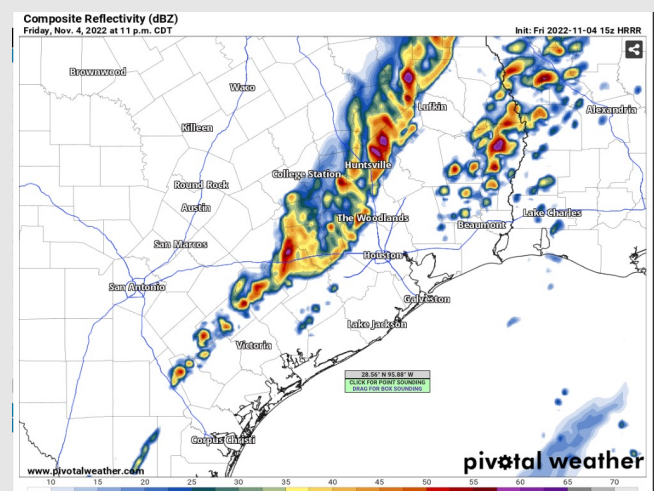 Composite Reflectivity (dBZ)
Friday, Nov. 4, 2022 at 11 p.m. CDT
Init: Fri 2022-11-04 15z HRRR
Brownwood
Waco
Lufkin
Alexandria
Killeen
Huntsville
College Station
Round Rock
Austin
The Woodlands
Lake Charles
Beaumont
San Marcos
Houston
San Antonio
Galveston
Lake Jackson
Victoria
28.56° N 95.88° W
CLICK FOR POINT SOUNDING
DRAG FOR BOX SOUNDING
Corpus Christi
www.pivotalweather.com
pivotal weather
10 15 20 25 30 35 40 45 50 55 60 65 70